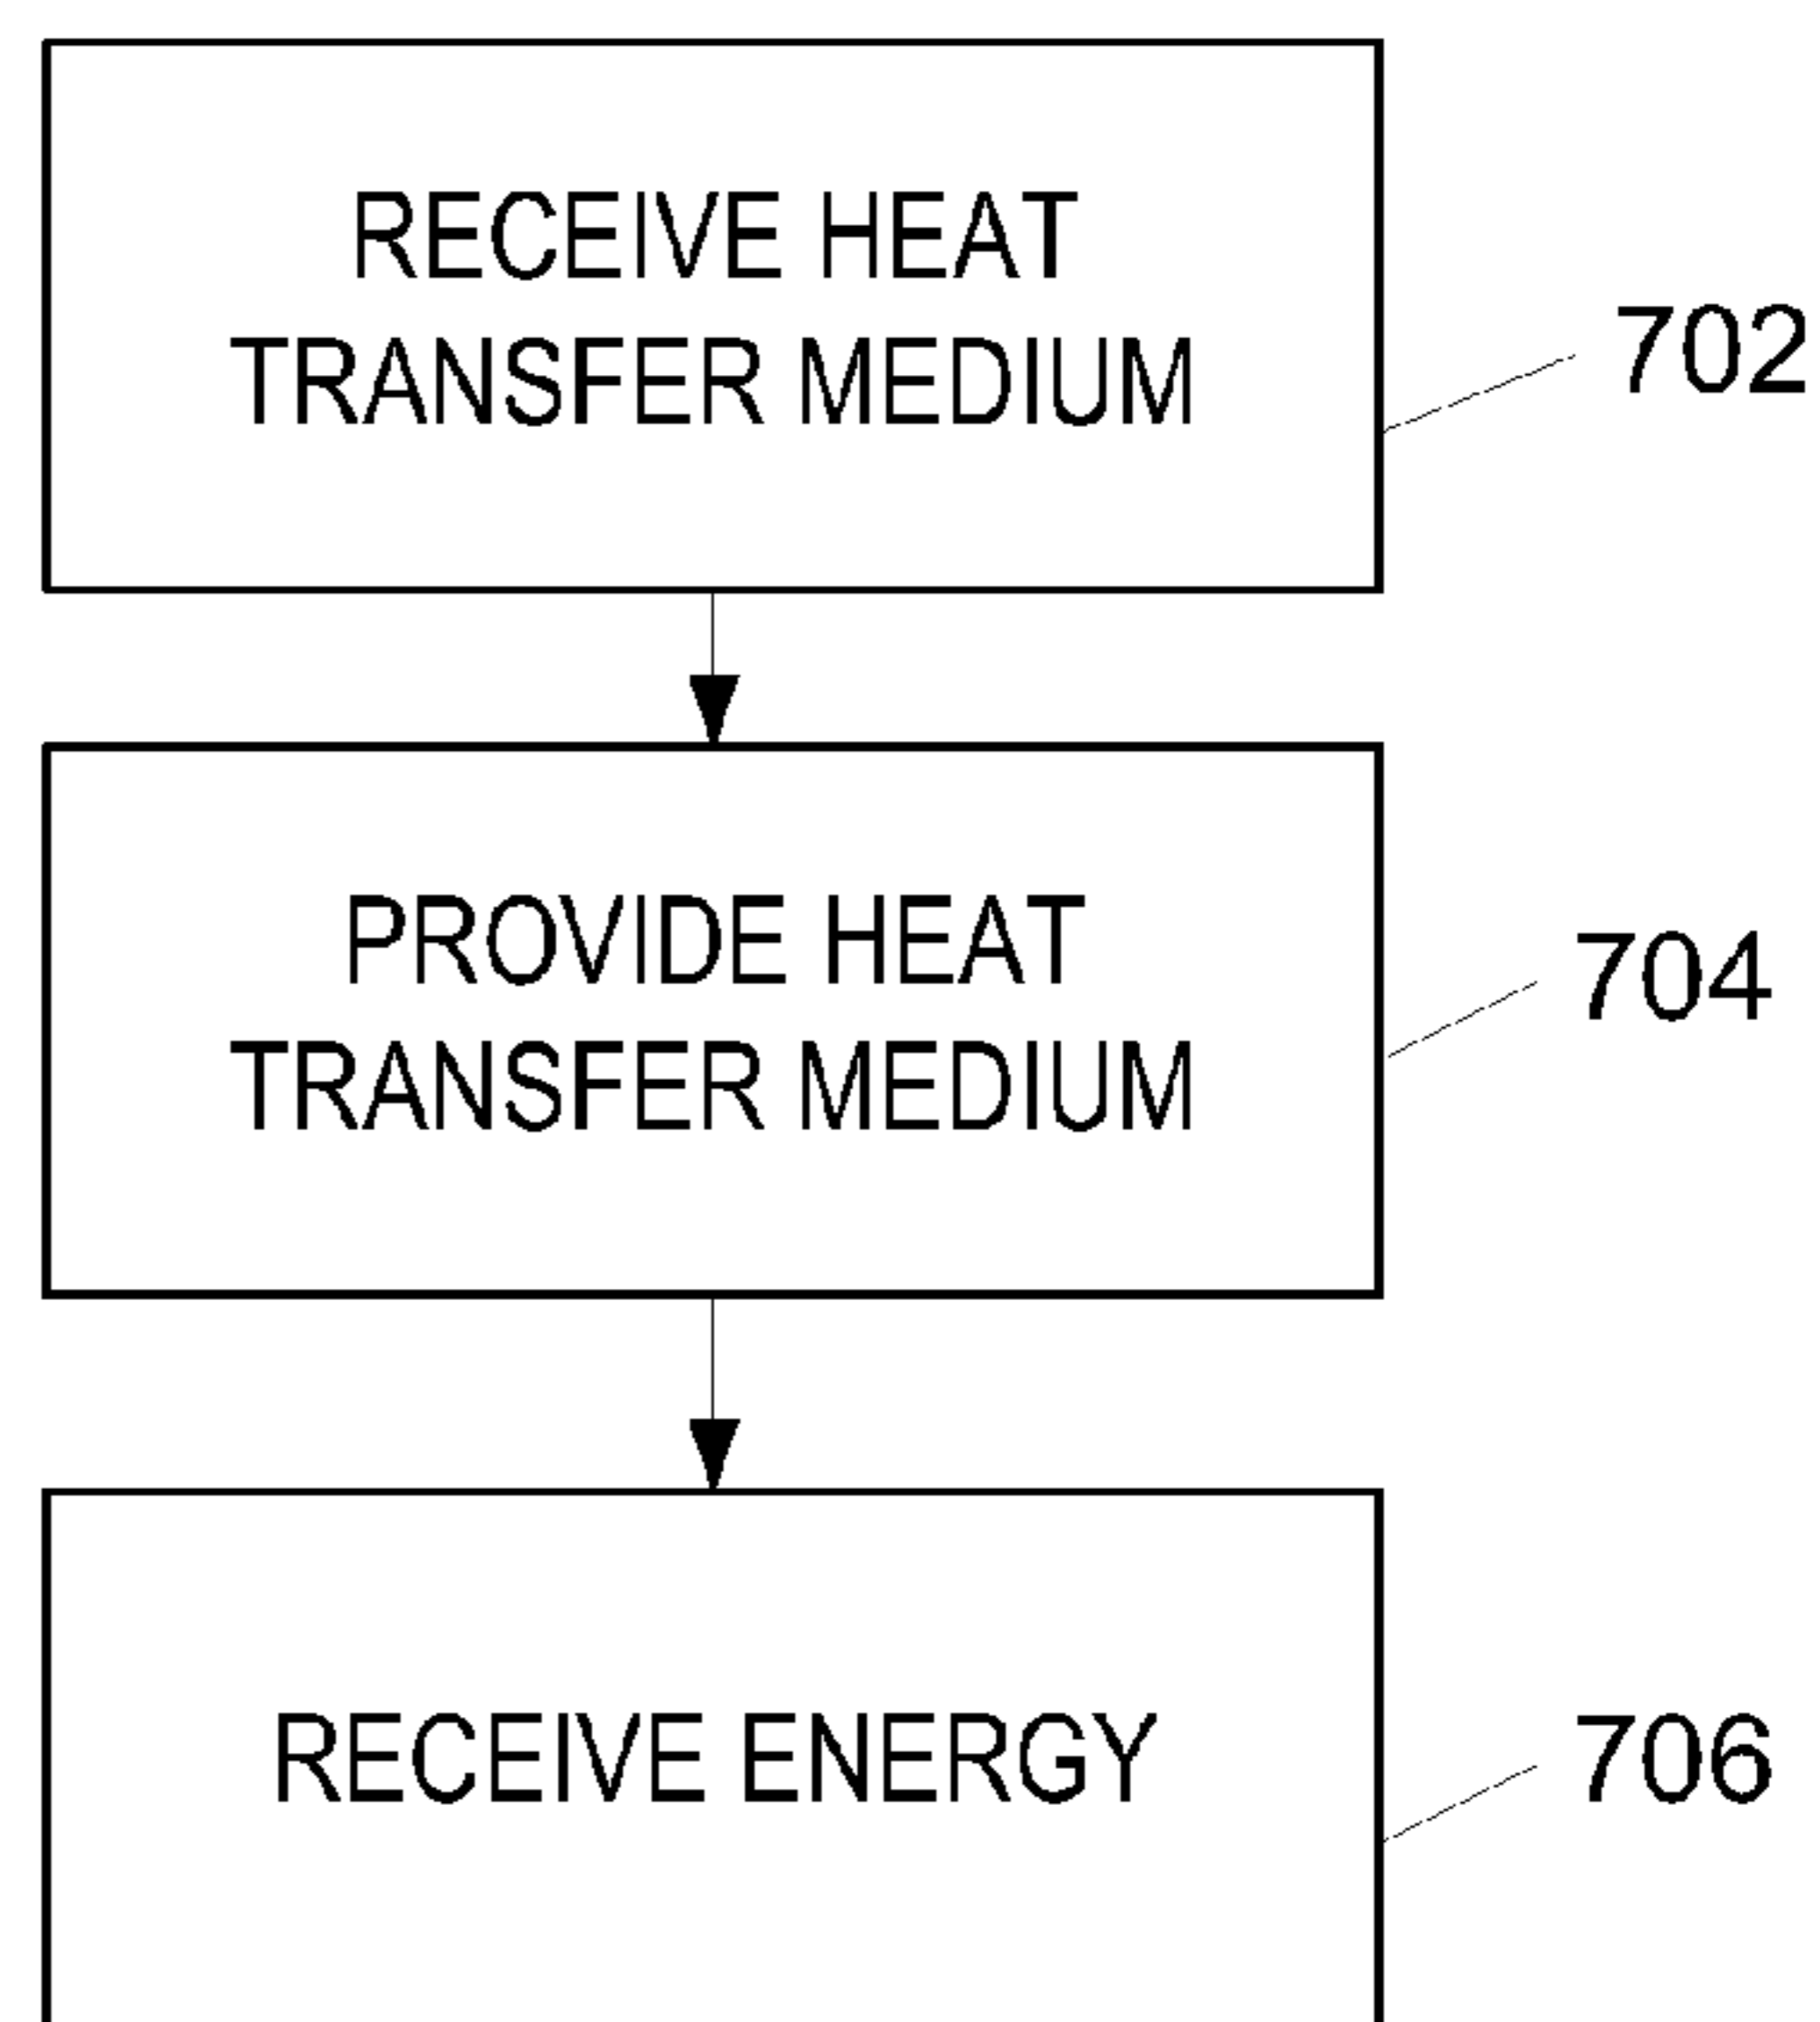 RECEIVE HEAT
TRANSFER MEDIUM
702
PROVIDE HEAT
TRANSFER MEDIUM
704
RECEIVE ENERGY
706